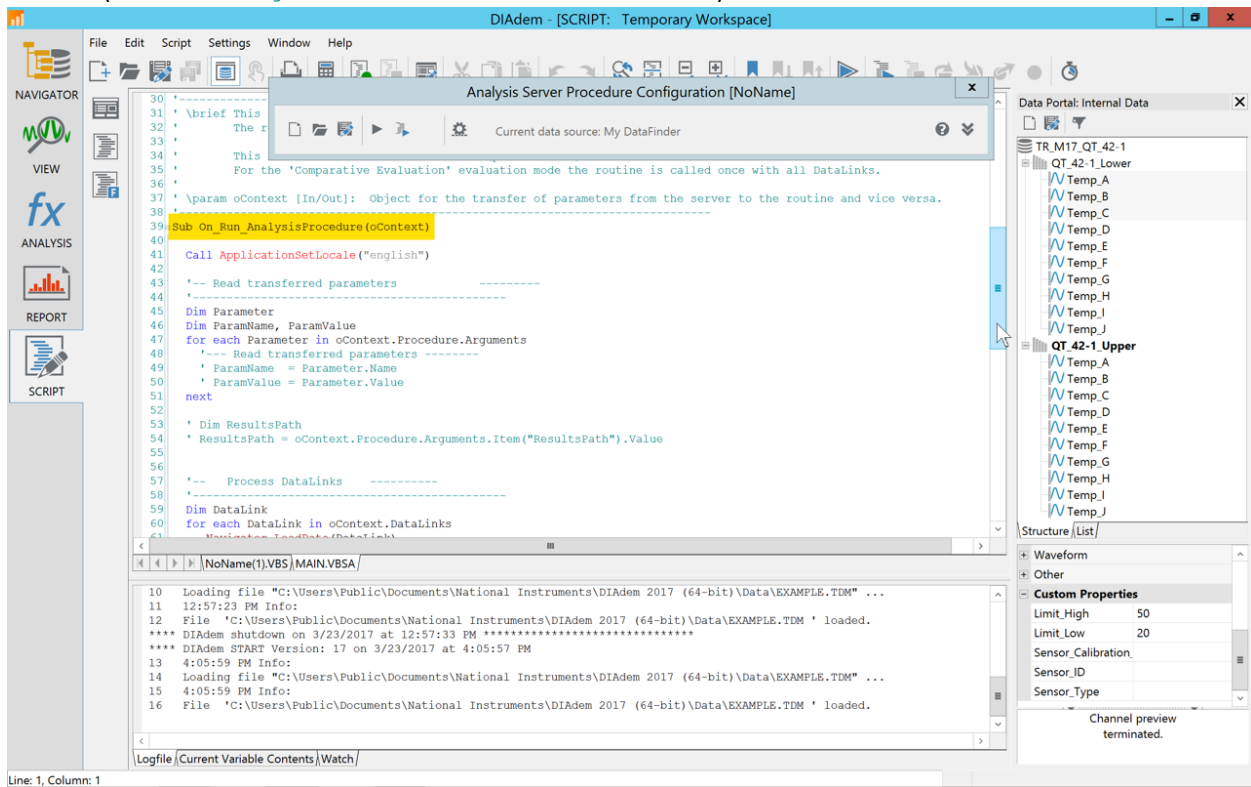 DIAdem - [SCRIPT:   Temporary Workspace]
File Edit Script Settings Window Help
NAVIGATOR
VIEW
ANALYSIS
REPORT
SCRIPT
Analysis Server Procedure Configuration [NoName]
Current data source: My DataFinder
30 '-------------
31 ' \brief This
32 '        The r
33 '
34 '        This
35 '        For the 'Comparative Evaluation' evaluation mode the routine is called once with all DataLinks.
36 '
37 ' \param oContext [In/Out]:  Object for the transfer of parameters from the server to the routine and vice versa.
38 '-------------------------------------------------------------------------------
39 Sub On_Run_AnalysisProcedure(oContext)
40
41   Call ApplicationSetLocale("english")
42
43   '-- Read transferred parameters            ---------
44   '-----------------------------------------------
45   Dim Parameter
46   Dim ParamName, ParamValue
47   for each Parameter in oContext.Procedure.Arguments
48     '--- Read transferred parameters --------
49     ' ParamName  = Parameter.Name
50     ' ParamValue = Parameter.Value
51   next
52
53   ' Dim ResultsPath
54   ' ResultsPath = oContext.Procedure.Arguments.Item("ResultsPath").Value
55
56
57   '--   Process DataLinks    ----------
58   '-----------------------------------------------
59   Dim DataLink
60   for each DataLink in oContext.DataLinks
61     Navigator.LoadData(DataLink)
NoName(1).VBS MAIN.VBSA
10   Loading file "C:\Users\Public\Documents\National Instruments\DIAdem 2017 (64-bit)\Data\EXAMPLE.TDM" ...
11   12:57:23 PM Info:
12   File  'C:\Users\Public\Documents\National Instruments\DIAdem 2017 (64-bit)\Data\EXAMPLE.TDM ' loaded.
**** DIAdem shutdown on 3/23/2017 at 12:57:33 PM ********************************
**** DIAdem START Version: 17 on 3/23/2017 at 4:05:57 PM
13   4:05:59 PM Info:
14   Loading file "C:\Users\Public\Documents\National Instruments\DIAdem 2017 (64-bit)\Data\EXAMPLE.TDM" ...
15   4:05:59 PM Info:
16   File  'C:\Users\Public\Documents\National Instruments\DIAdem 2017 (64-bit)\Data\EXAMPLE.TDM ' loaded.
Logfile Current Variable Contents Watch
Line: 1, Column: 1
Data Portal: Internal Data
TR_M17_QT_42-1
QT_42-1_Lower
Temp_A
Temp_B
Temp_C
Temp_D
Temp_E
Temp_F
Temp_G
Temp_H
Temp_I
Temp_J
QT_42-1_Upper
Temp_A
Temp_B
Temp_C
Temp_D
Temp_E
Temp_F
Temp_G
Temp_H
Temp_I
Temp_J
Structure List
Waveform
Other
Custom Properties
Limit_High 50
Limit_Low 20
Sensor_Calibration_
Sensor_ID
Sensor_Type
Channel preview
terminated.